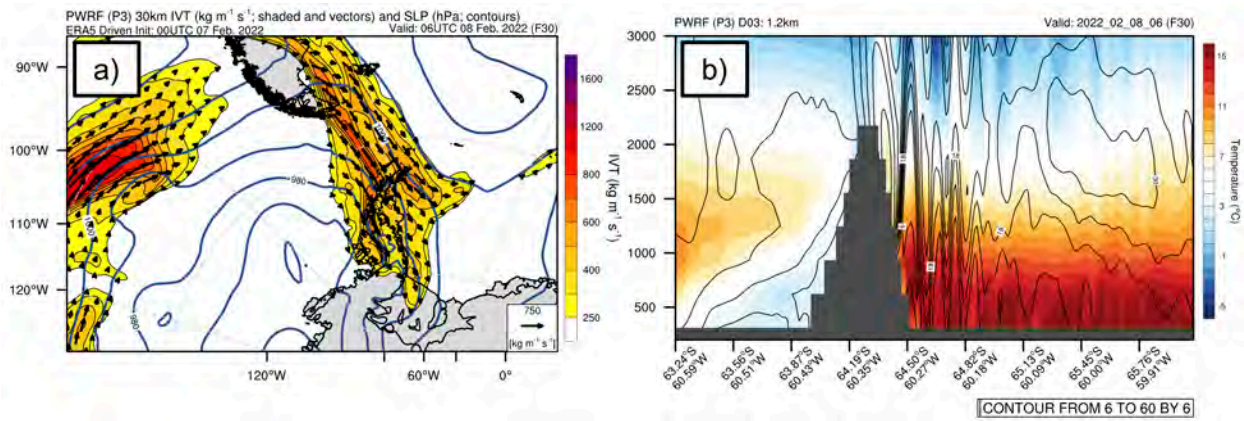 PWRF (P3) 30km IVT (kg m⁻¹ s⁻¹; shaded and vectors) and SLP (hPa; contours)
ERA5 Driven Init: 00UTC 07 Feb. 2022 Valid: 06UTC 08 Feb. 2022 (F30)
a)
90°W
100°W
110°W
120°W
120°W 60°W 0°
980
980
750
[kg m⁻¹ s⁻¹]
1600
1200
800
600
400
250
IVT (kg m⁻¹ s⁻¹)
PWRF (P3) D03: 1.2km Valid: 2022_02_08_06 (F30)
b)
3000
2500
2000
1500
1000
500
18
18
63.24°S 63.56°S 63.87°S 64.19°S 64.50°S 64.82°S 65.13°S 65.45°S 65.76°S
60.59°W 60.51°W 60.43°W 60.35°W 60.27°W 60.18°W 60.09°W 60.00°W 59.91°W
15
11
7
3
-1
-5
Temperature (°C)
CONTOUR FROM 6 TO 60 BY 6